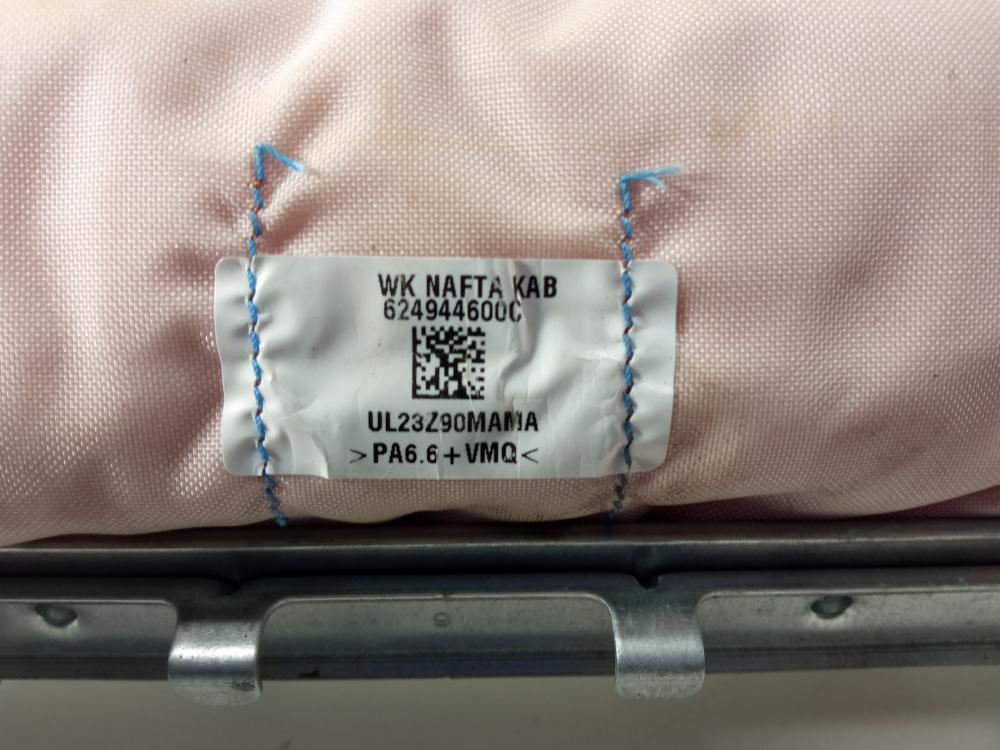 WK NAFTA KAB
624944600C
UL23Z90MAMA
>PA6.6+VMQ<